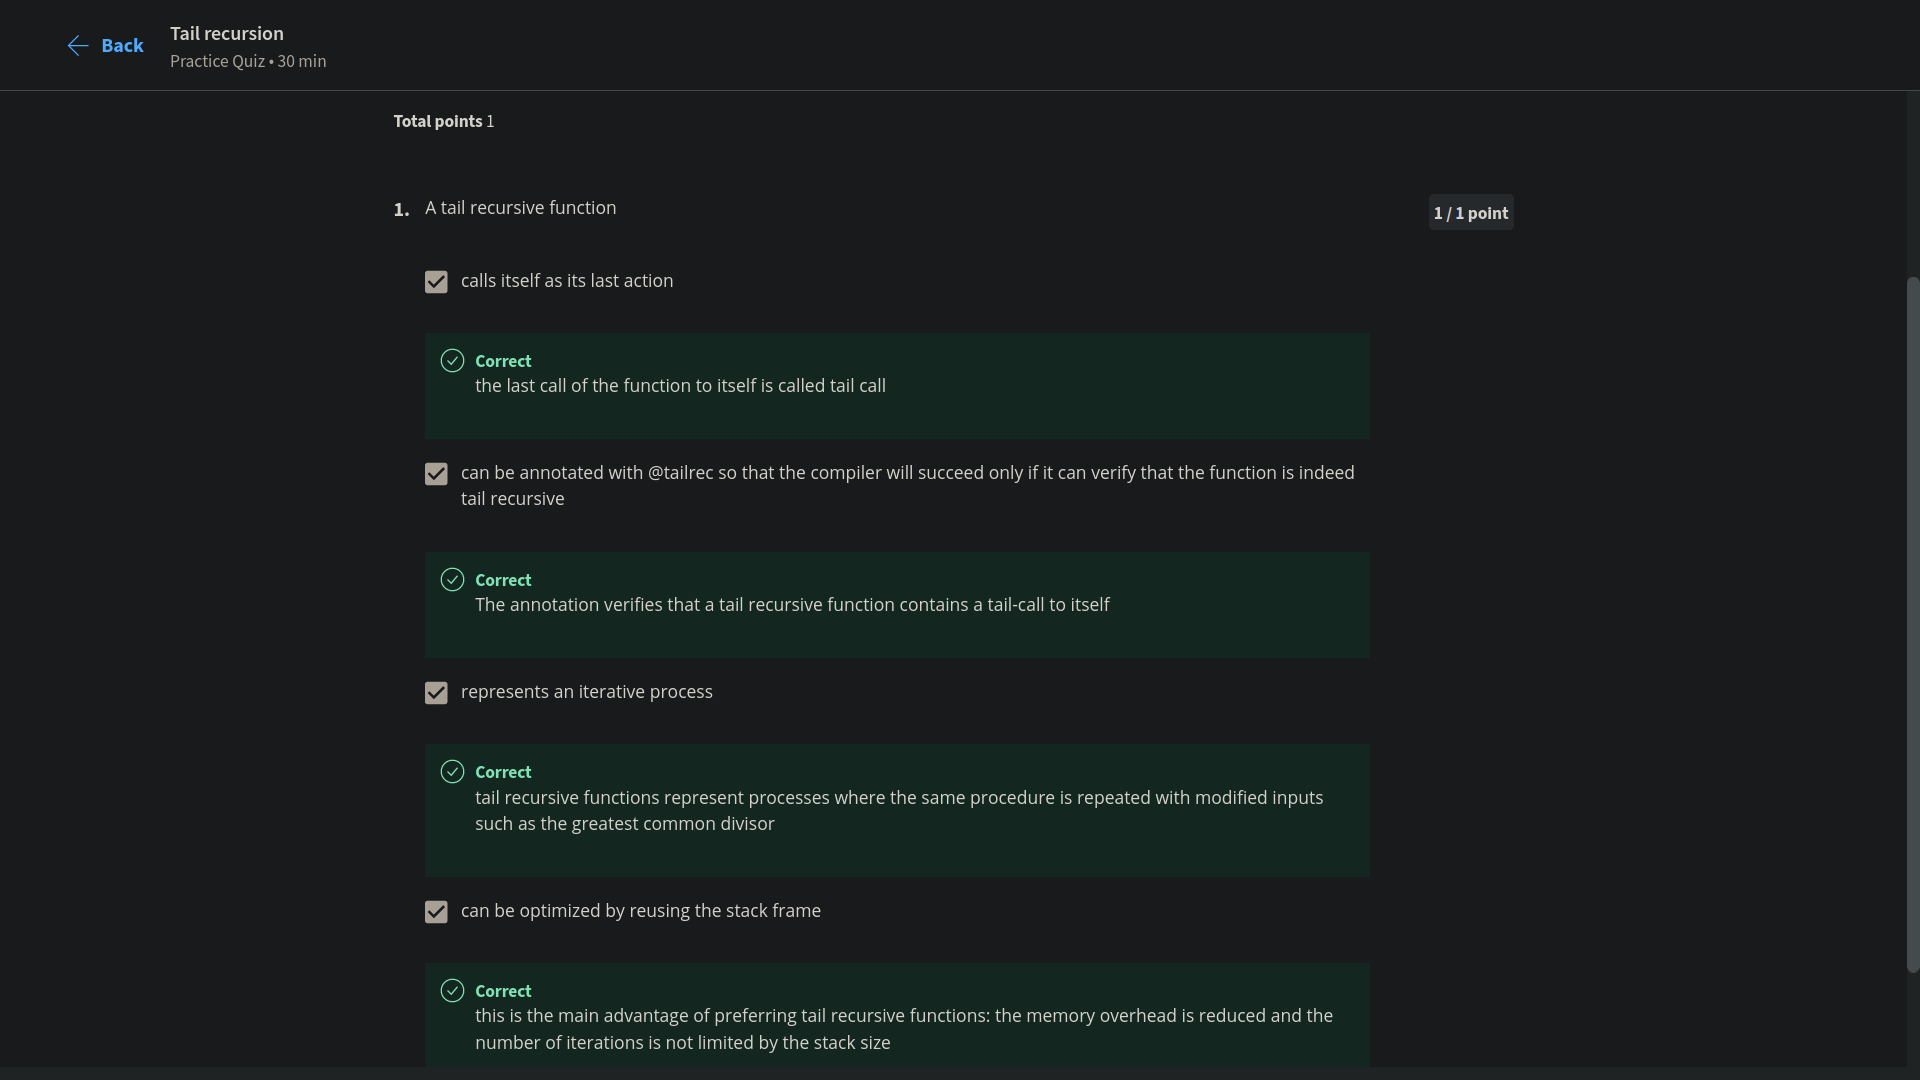 Back
Tail recursion
Practice Quiz • 30 min
Total points 1
1. A tail recursive function
1 / 1 point
calls itself as its last action
Correct
the last call of the function to itself is called tail call
can be annotated with @tailrec so that the compiler will succeed only if it can verify that the function is indeed
tail recursive
Correct
The annotation verifies that a tail recursive function contains a tail-call to itself
represents an iterative process
Correct
tail recursive functions represent processes where the same procedure is repeated with modified inputs
such as the greatest common divisor
can be optimized by reusing the stack frame
Correct
this is the main advantage of preferring tail recursive functions: the memory overhead is reduced and the
number of iterations is not limited by the stack size